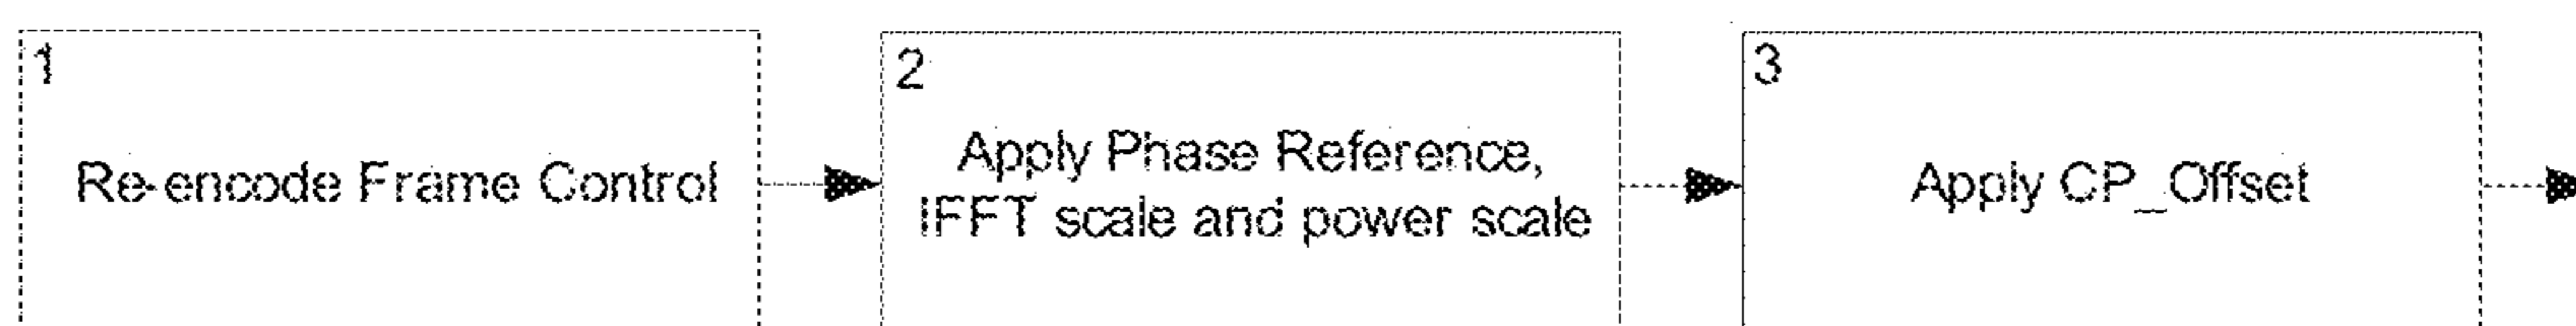 1
Re-encode Frame Control
2
Apply Phase Reference,
IFFT scale and power scale
3
Apply CP_Offset